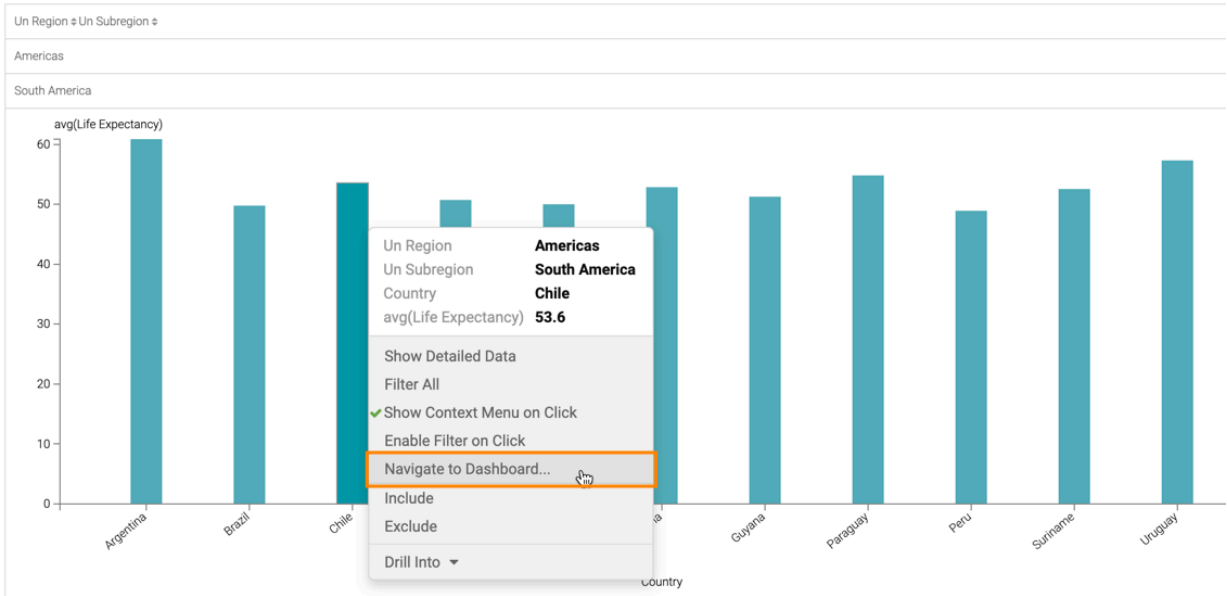 Un Region Un Subregion
Americas
South America
avg(Life Expectancy)
60
50
40
30
20
10
0
Un Region Americas
Un Subregion South America
Country Chile
avg(Life Expectancy) 53.6
Show Detailed Data
Filter All
Show Context Menu on Click
Enable Filter on Click
Navigate to Dashboard...
Include
Exclude
Drill Into
Argentina Brazil Chile Guyana Paraguay Peru Suriname Uruguay
Country